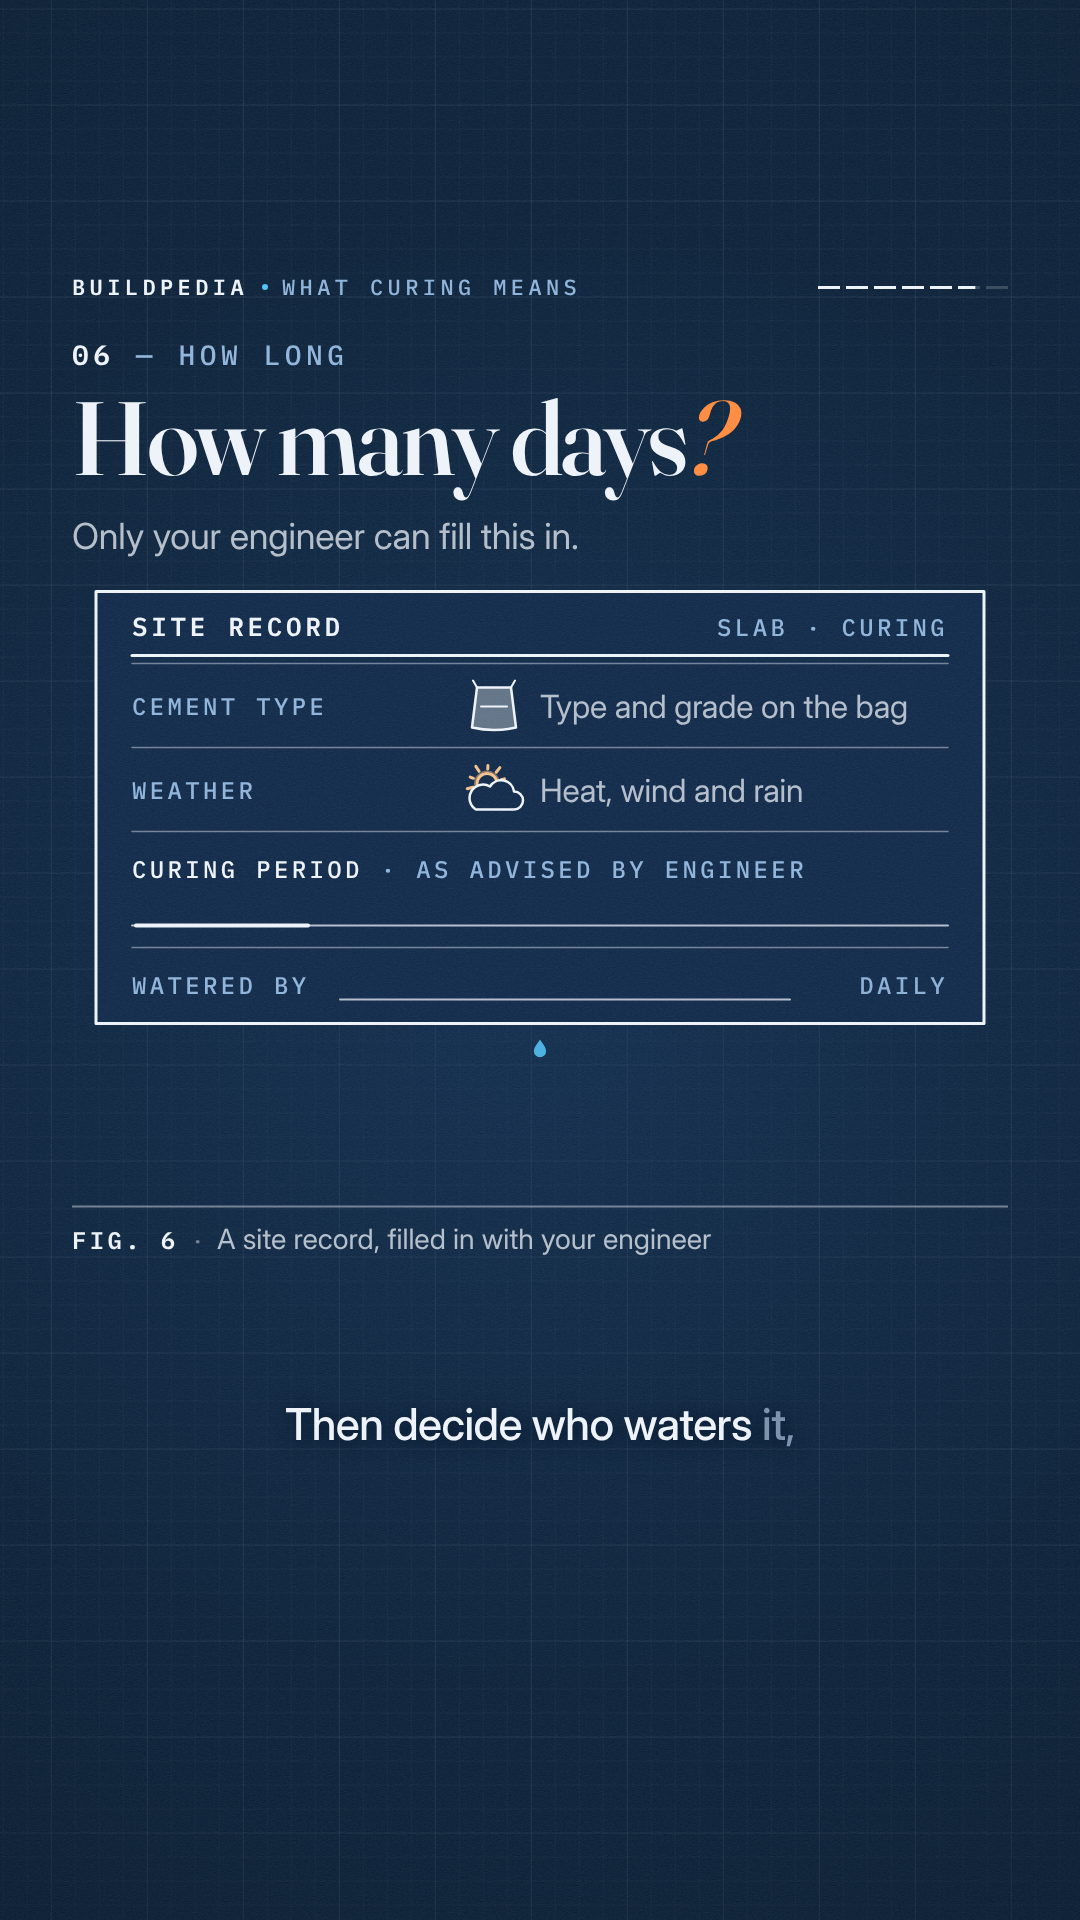 BUILDPEDIA • WHAT CURING MEANS
06 — HOW LONG
How many days?
Only your engineer can fill this in.
SITE RECORD SLAB · CURING
CEMENT TYPE Type and grade on the bag
WEATHER Heat, wind and rain
CURING PERIOD · AS ADVISED BY ENGINEER
WATERED BY DAILY
FIG. 6 · A site record, filled in with your engineer
Then decide who waters it,